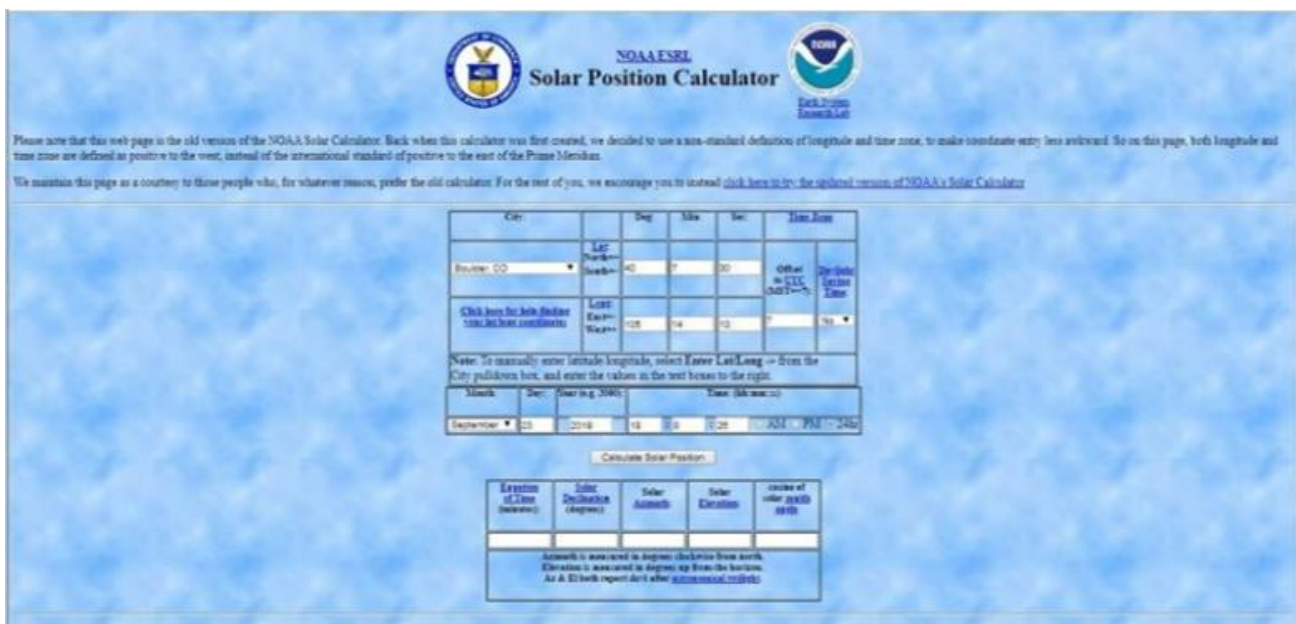 NOAA ESRL
Solar Position Calculator
NOAA
Earth System
Research Lab
Please note that this web page is the old version of the NOAA Solar Calculator. Back when this calculator was first created, we decided to use a non-standard definition of longitude and time zone, to make coordinate entry less awkward. So on this page, both longitude and
time zone are defined as positive to the west, instead of the international standard of positive to the east of the Prime Meridian.
We maintain this page as a courtesy to those people who, for whatever reason, prefer the old calculator. For the rest of you, we encourage you to instead click here to try the updated version of NOAA's Solar Calculator
City: Deg: Min: Sec: Time Zone
Lat:
North=+
South=-
Boulder, CO 40 7 30
Offset
to UTC
(MST=+7):
Daylight
Saving
Time:
Click here for help finding
your lat/long coordinates
Long:
East=-
West=+
105 14 7 No
Note: To manually enter latitude/longitude, select Enter Lat/Long -> from the
City pulldown box, and enter the values in the text boxes to the right.
Month: Day: Year (e.g. 2000): Time: (hh:mm:ss)
September 23 : : AM PM 24hr
Calculate Solar Position
Equation
of Time
(minutes):
Solar
Declination
(degrees):
Solar
Azimuth:
Solar
Elevation:
cosine of
solar zenith
angle
Azimuth is measured in degrees clockwise from north.
Elevation is measured in degrees up from the horizon.
Az & El both report dark after astronomical twilight.